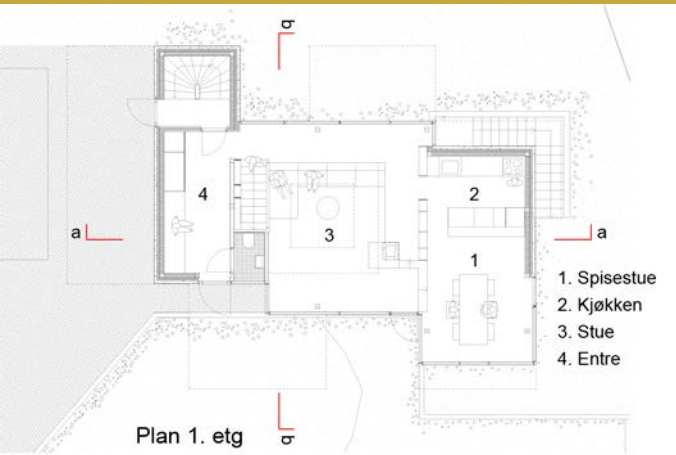 b
4
2
a
3
a
1
1. Spisestue
2. Kjøkken
3. Stue
4. Entre
Plan 1. etg
b